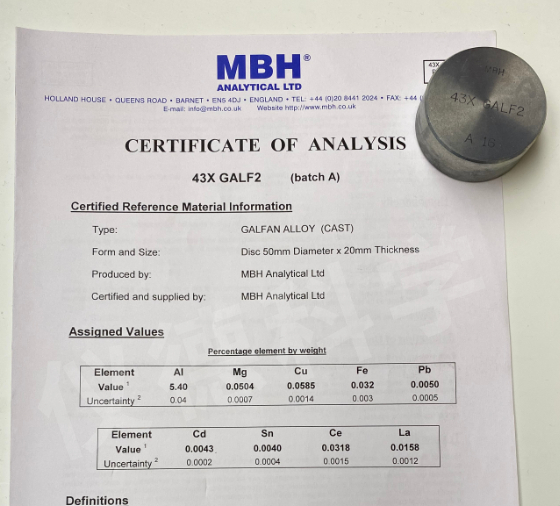 MBH®
ANALYTICAL LTD
HOLLAND HOUSE • QUEENS ROAD • BARNET • EN5 4DJ • ENGLAND • TEL: +44 (0)20 8441 2024 • FAX: +44
E-mail: info@mbh.co.uk Website http://www.mbh.co.uk
43X
MBH
43X GALF2
A 16
CERTIFICATE OF ANALYSIS
43X GALF2 (batch A)
Certified Reference Material Information
Type: GALFAN ALLOY (CAST)
Form and Size: Disc 50mm Diameter x 20mm Thickness
Produced by: MBH Analytical Ltd
Certified and supplied by: MBH Analytical Ltd
Assigned Values
Percentage element by weight
Element Al Mg Cu Fe Pb
Value 1 5.40 0.0504 0.0585 0.032 0.0050
Uncertainty 2 0.04 0.0007 0.0014 0.003 0.0005
Element Cd Sn Ce La
Value 1 0.0043 0.0040 0.0318 0.0158
Uncertainty 2 0.0002 0.0004 0.0015 0.0012
Definitions